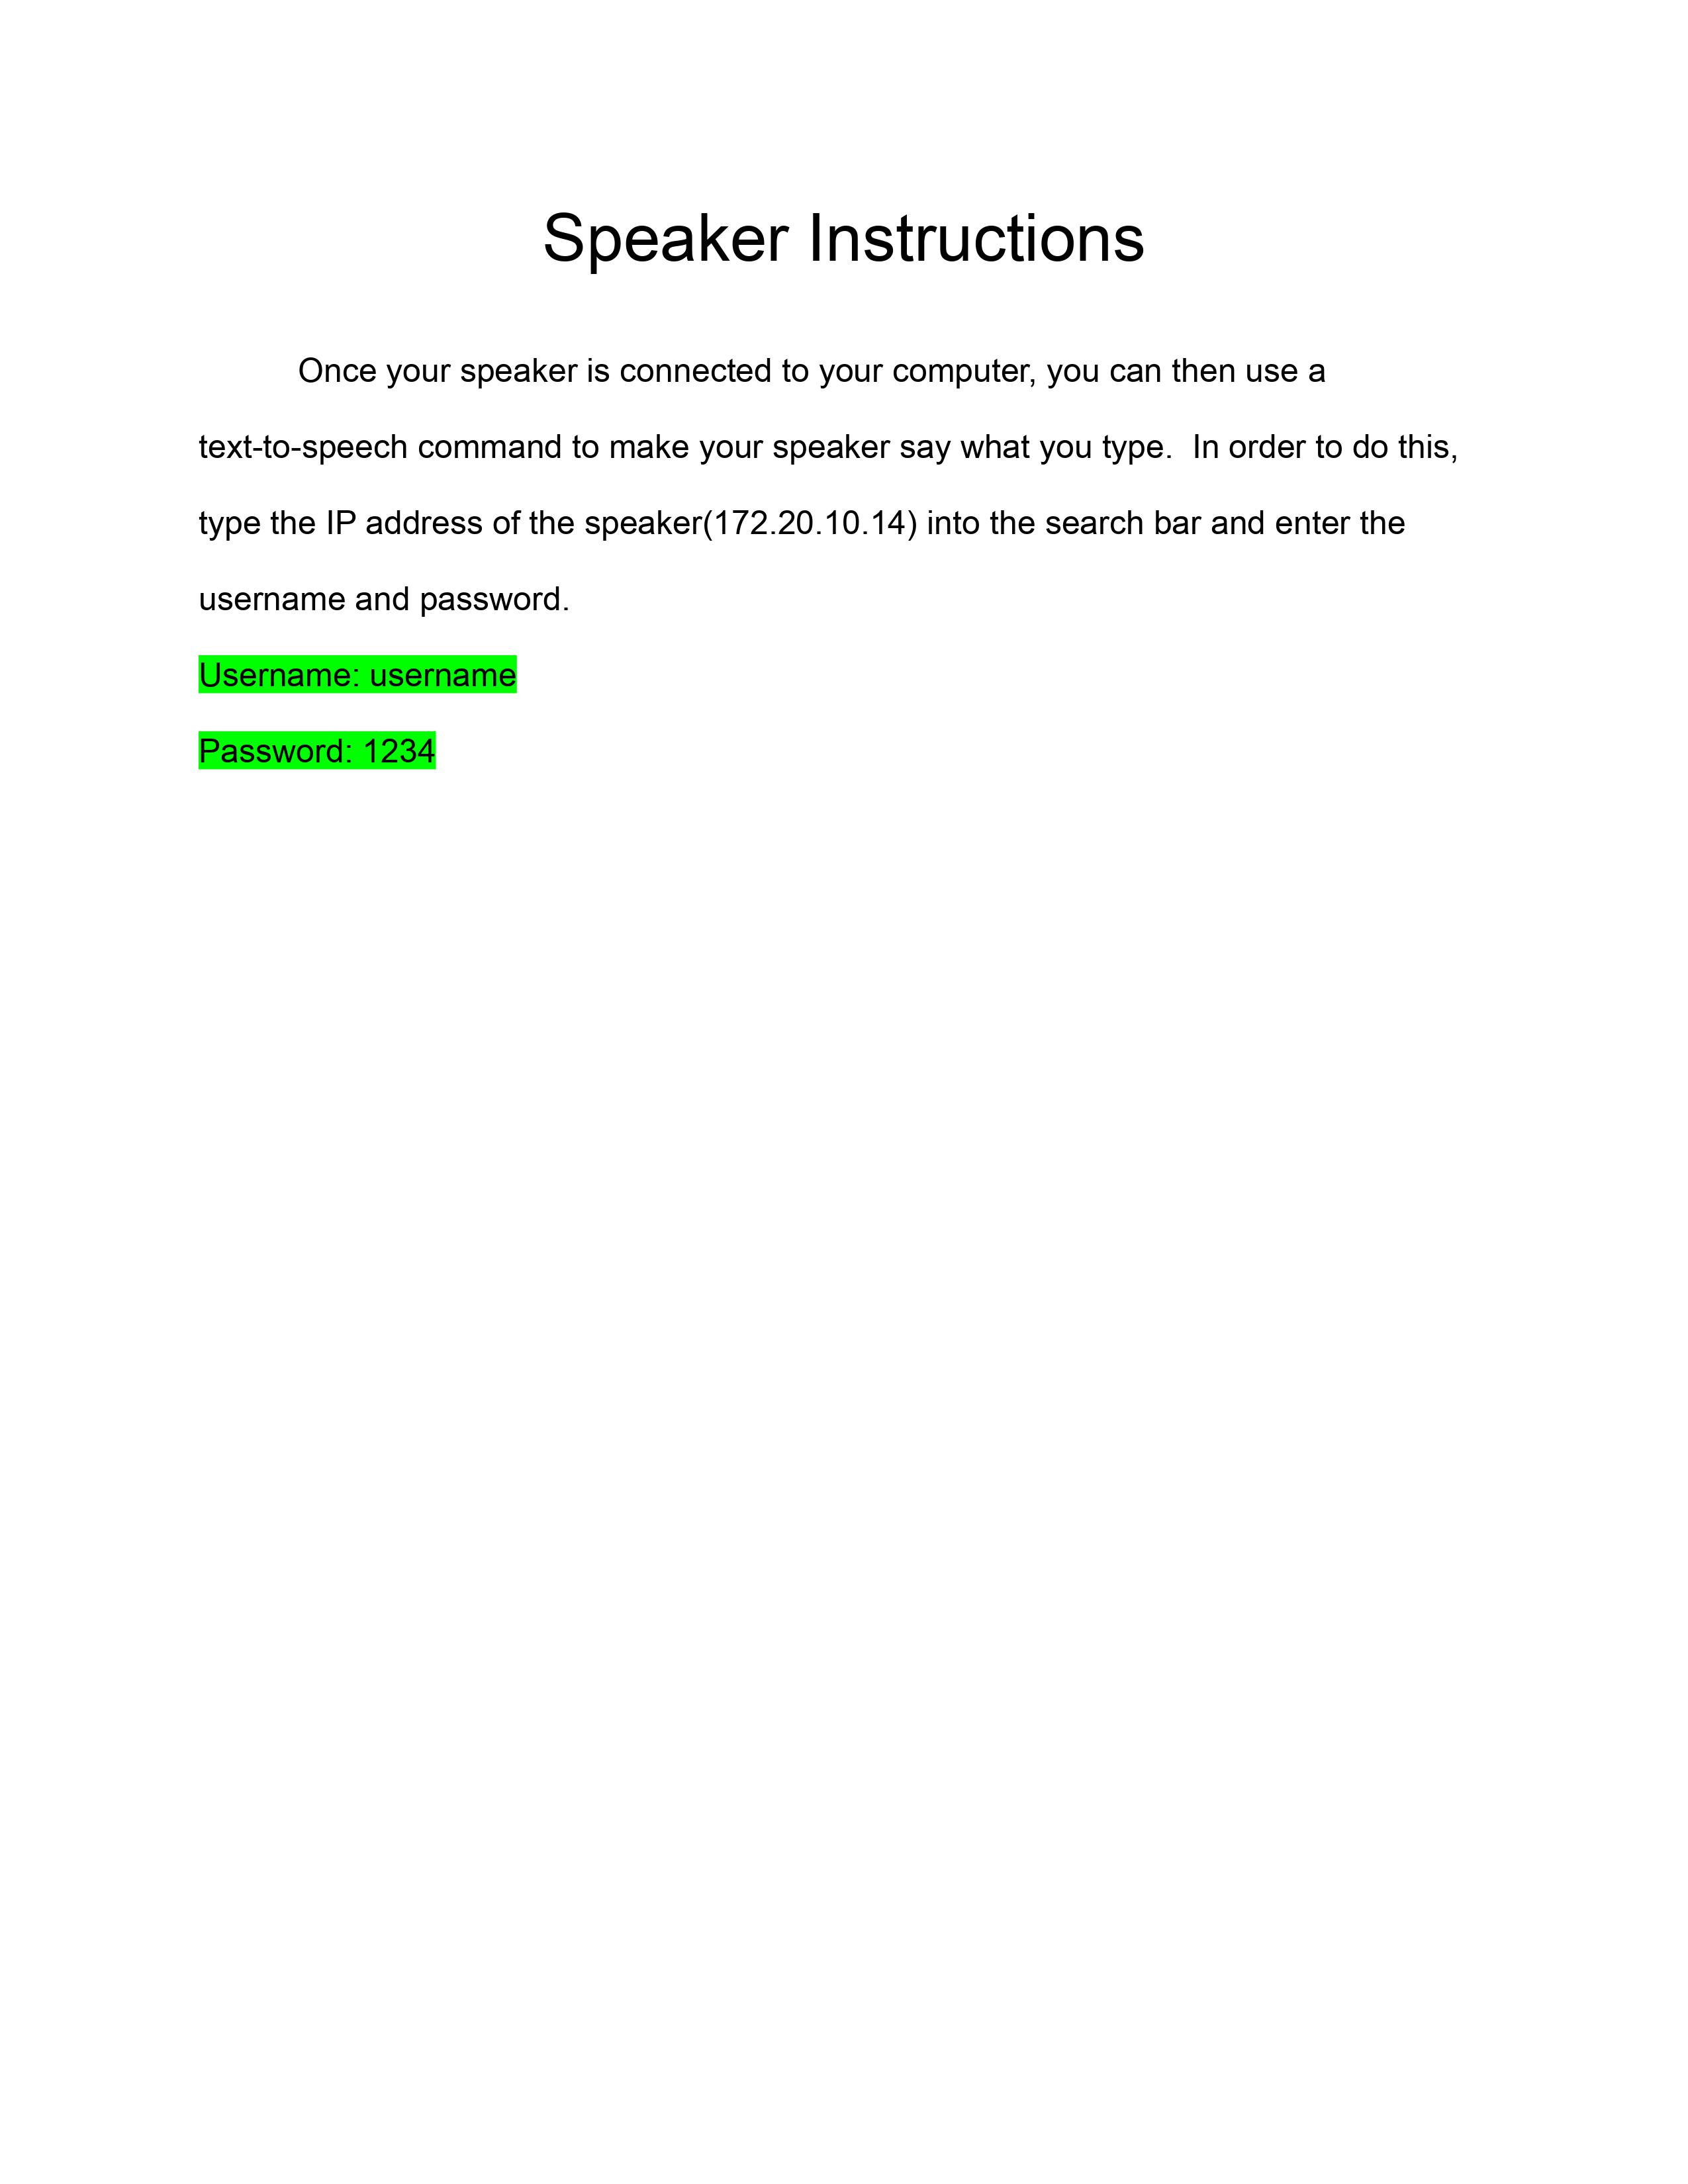 Speaker Instructions
Once your speaker is connected to your computer, you can then use a
text-to-speech command to make your speaker say what you type.  In order to do this,
type the IP address of the speaker(172.20.10.14) into the search bar and enter the
username and password.
Username: username
Password: 1234